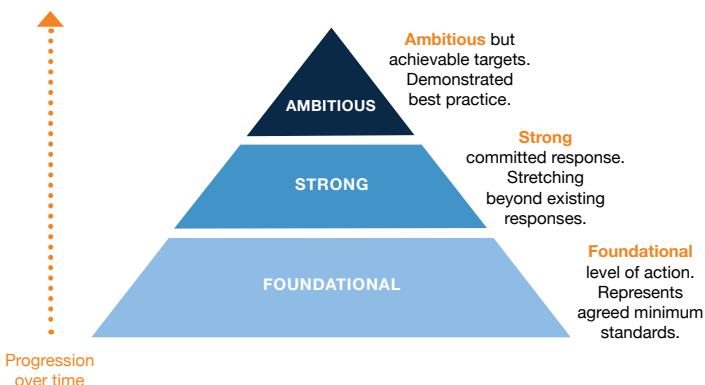 Ambitious but
achievable targets.
Demonstrated
best practice.
AMBITIOUS
Strong
committed response.
Stretching
beyond existing
responses.
STRONG
Foundational
level of action.
Represents
agreed minimum
standards.
FOUNDATIONAL
Progression
over time